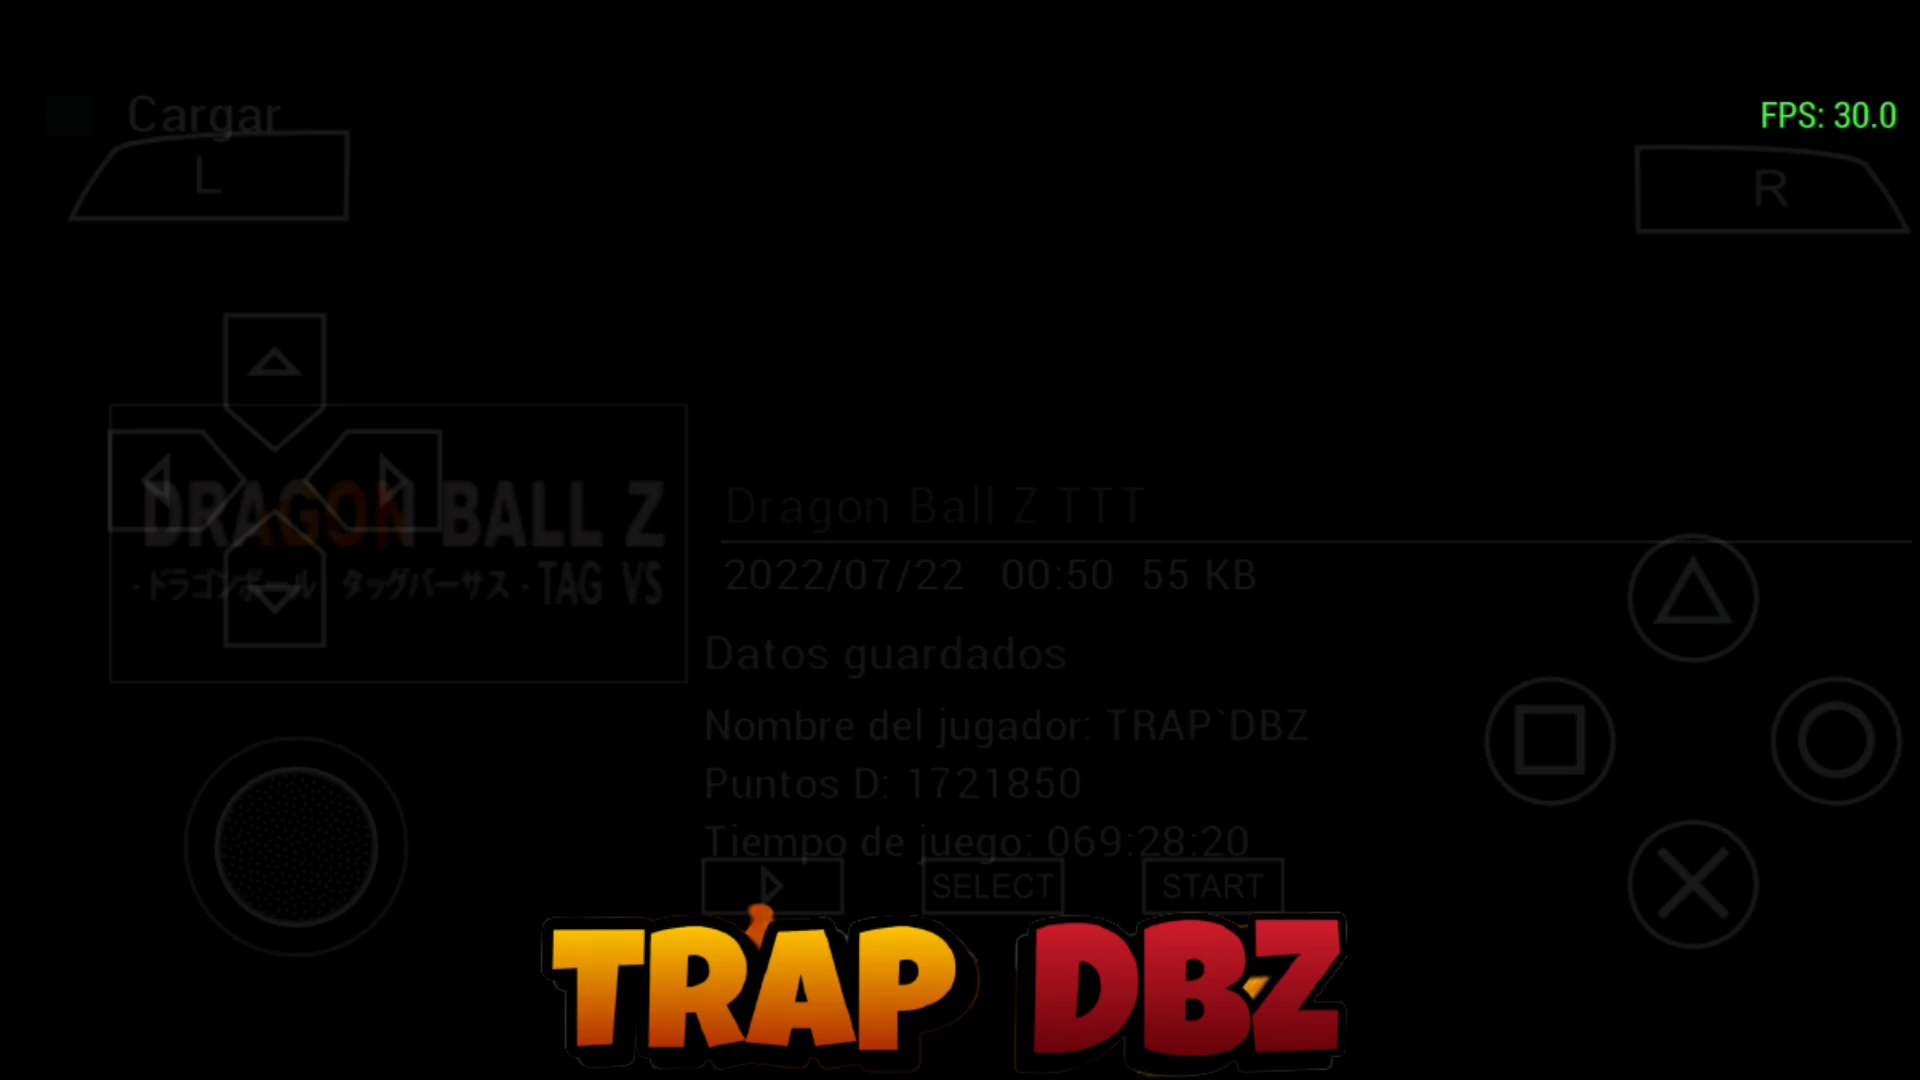 Cargar
FPS: 30.0
L
R
DRAGON BALL Z
-ドラゴンボール タッグバーサス- TAG VS
Dragon Ball Z TTT
2022/07/22 00:50 55 KB
Datos guardados
Nombre del jugador: TRAP`DBZ
Puntos D: 1721850
Tiempo de juego: 069:28:20
SELECT
START
TRAP DBZ